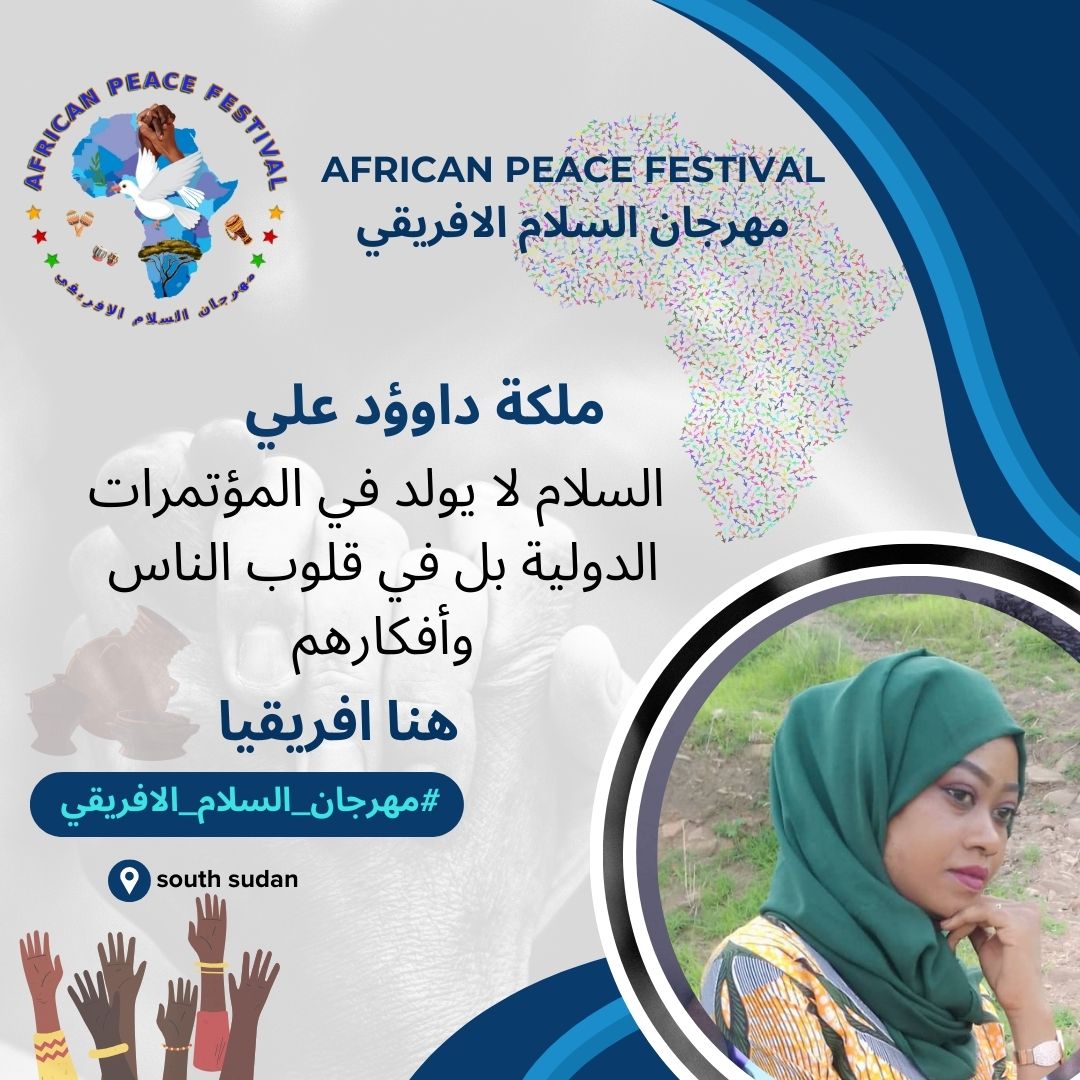 AFRICAN PEACE FESTIVAL
مهرجان السلام الافريقي
AFRICAN PEACE FESTIVAL
مهرجان السلام الافريقي
ملكة داوؤد علي
السلام لا يولد في المؤتمرات
الدولية بل في قلوب الناس
وأفكارهم
هنا افريقيا
#مهرجان_السلام_الافريقي
south sudan